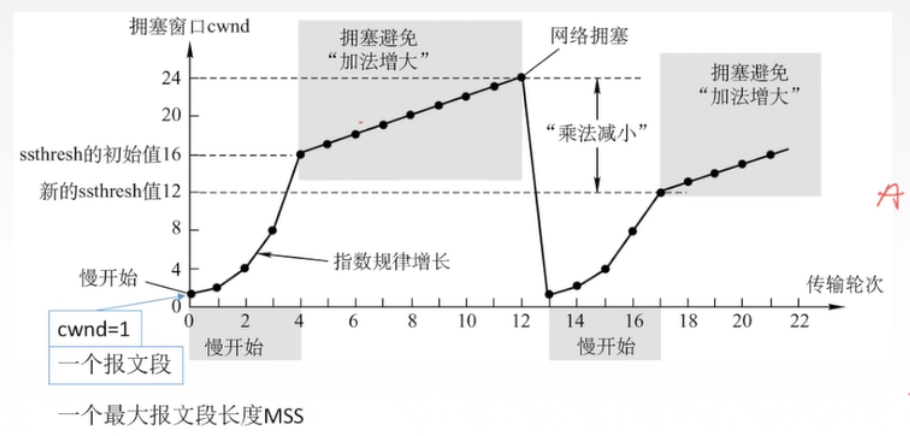 拥塞窗口cwnd
拥塞避免
“加法增大”
网络拥塞
拥塞避免
“加法增大”
24
20
“乘法减小”
ssthresh的初始值16
新的ssthresh值12
A
8
4
指数规律增长
慢开始
传输轮次
0
0 2 4 6 8 10 12 14 16 18 20 22
cwnd=1
慢开始
慢开始
一个报文段
一个最大报文段长度MSS